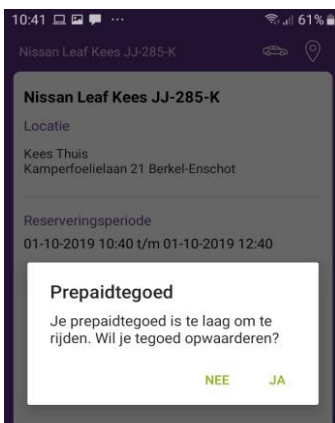 10:41 ... 61%
Nissan Leaf Kees JJ-285-K
Nissan Leaf Kees JJ-285-K
Locatie
Kees Thuis
Kamperfoelielaan 21 Berkel-Enschot
Reserveringsperiode
01-10-2019 10:40 t/m 01-10-2019 12:40
Prepaidtegoed
Je prepaidtegoed is te laag om te
rijden. Wil je tegoed opwaarderen?
NEE JA